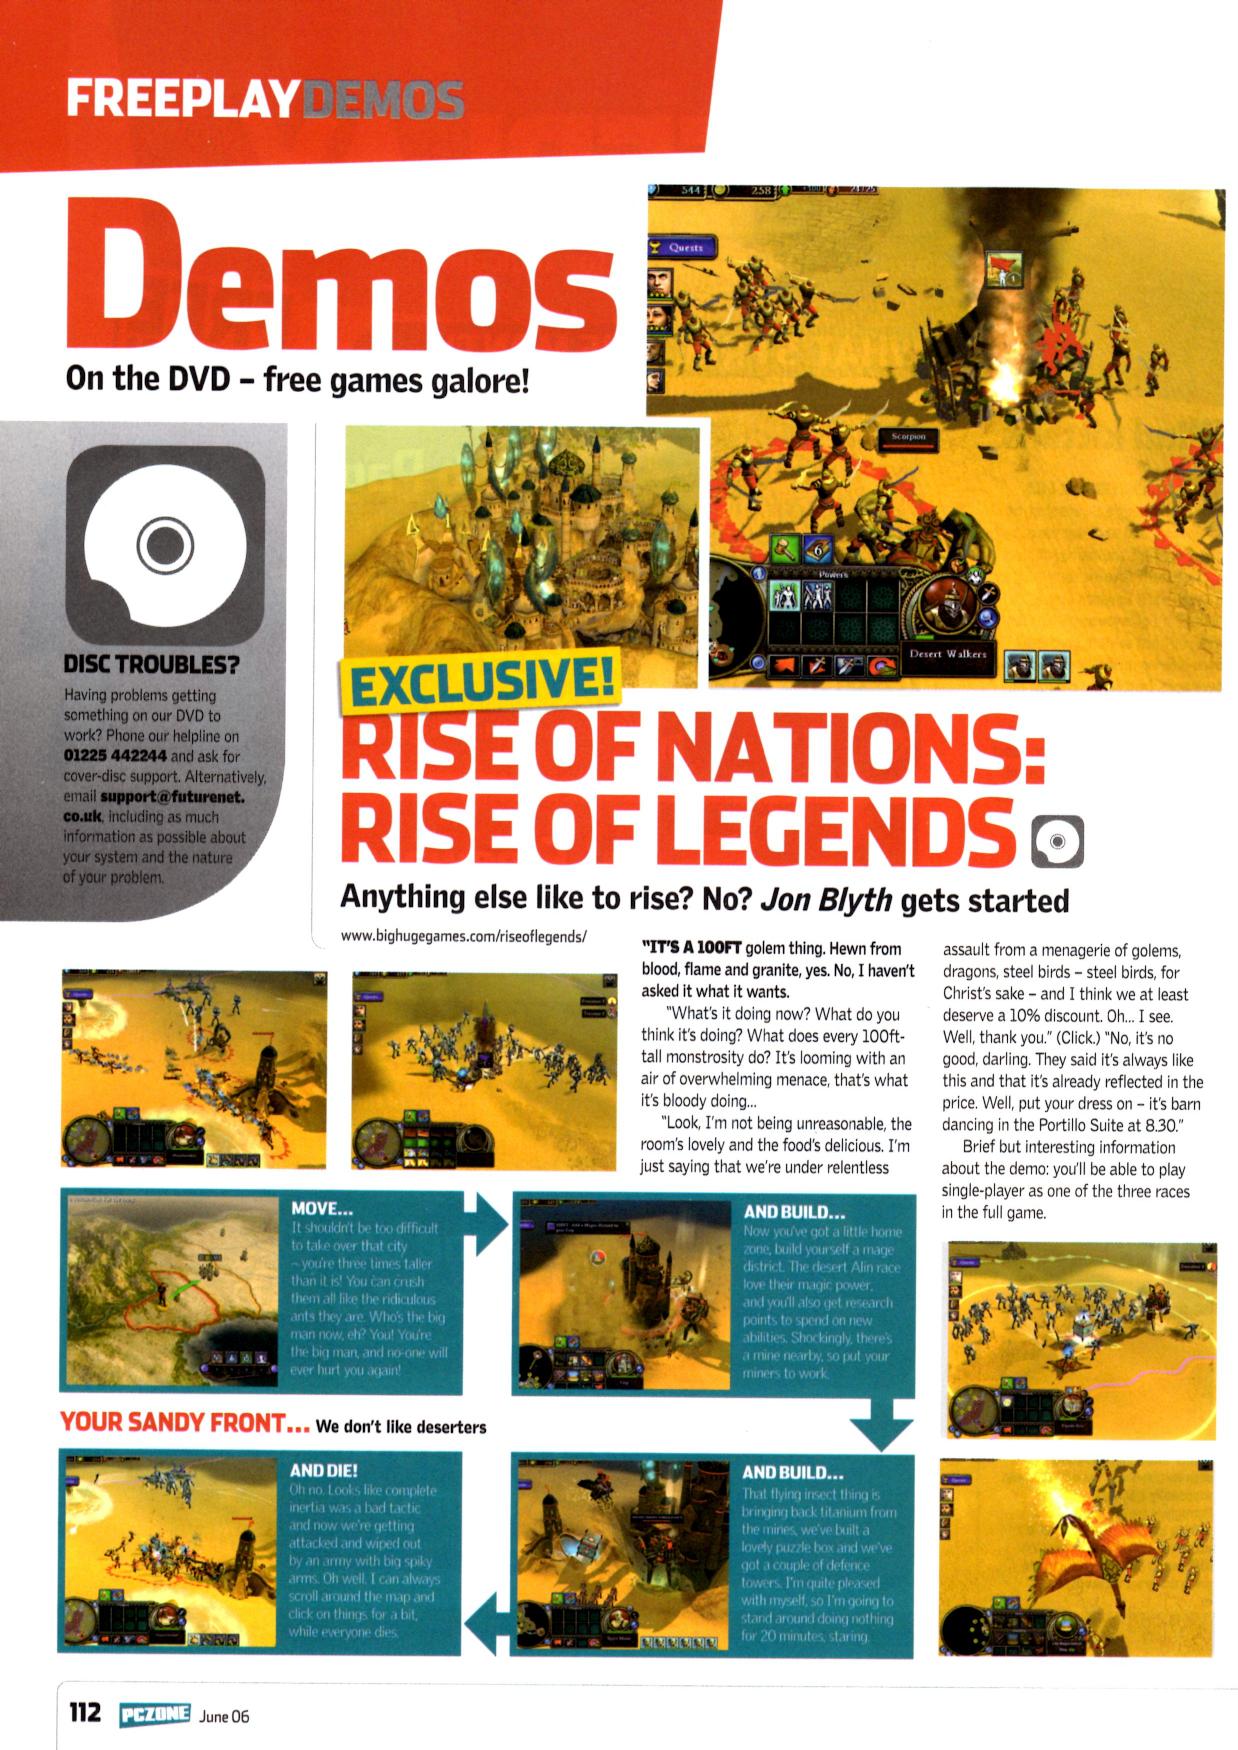 FREEPLAYDEMOS
Demos
On the DVD – free games galore!
544
258
Quests
Scorpion
6
Powers
Desert Walkers
DISC TROUBLES?
Having problems getting
something on our DVD to
work? Phone our helpline on
01225 442244 and ask for
cover-disc support. Alternatively,
email support@futurenet.
co.uk, including as much
information as possible about
your system and the nature
of your problem.
EXCLUSIVE!
RISE OF NATIONS:
RISE OF LEGENDS
Anything else like to rise? No? Jon Blyth gets started
www.bighugegames.com/riseoflegends/
"IT'S A 100FT golem thing. Hewn from
blood, flame and granite, yes. No, I haven't
asked it what it wants.
"What's it doing now? What do you
think it's doing? What does every 100ft-
tall monstrosity do? It's looming with an
air of overwhelming menace, that's what
it's bloody doing...
"Look, I'm not being unreasonable, the
room's lovely and the food's delicious. I'm
just saying that we're under relentless
assault from a menagerie of golems,
dragons, steel birds – steel birds, for
Christ's sake – and I think we at least
deserve a 10% discount. Oh... I see.
Well, thank you." (Click.) "No, it's no
good, darling. They said it's always like
this and that it's already reflected in the
price. Well, put your dress on – it's barn
dancing in the Portillo Suite at 8.30."
Brief but interesting information
about the demo: you'll be able to play
single-player as one of the three races
in the full game.
MOVE...
It shouldn't be too difficult
to take over that city
– you're three times taller
than it is! You can crush
them all like the ridiculous
ants they are. Who's the big
man now, eh? You! You're
the big man, and no-one will
ever hurt you again!
AND BUILD...
Now you've got a little home
zone, build yourself a mage
district. The desert Alin race
love their magic power,
and you'll also get research
points to spend on new
abilities. Shockingly, there's
a mine nearby, so put your
miners to work.
YOUR SANDY FRONT... We don't like deserters
AND DIE!
Oh no. Looks like complete
inertia was a bad tactic
and now we're getting
attacked and wiped out
by an army with big spiky
arms. Oh well. I can always
scroll around the map and
click on things for a bit,
while everyone dies.
AND BUILD...
That flying insect thing is
bringing back titanium from
the mines, we've built a
lovely puzzle box and we've
got a couple of defence
towers. I'm quite pleased
with myself, so I'm going to
stand around doing nothing
for 20 minutes, staring.
112 PCZONE June 06